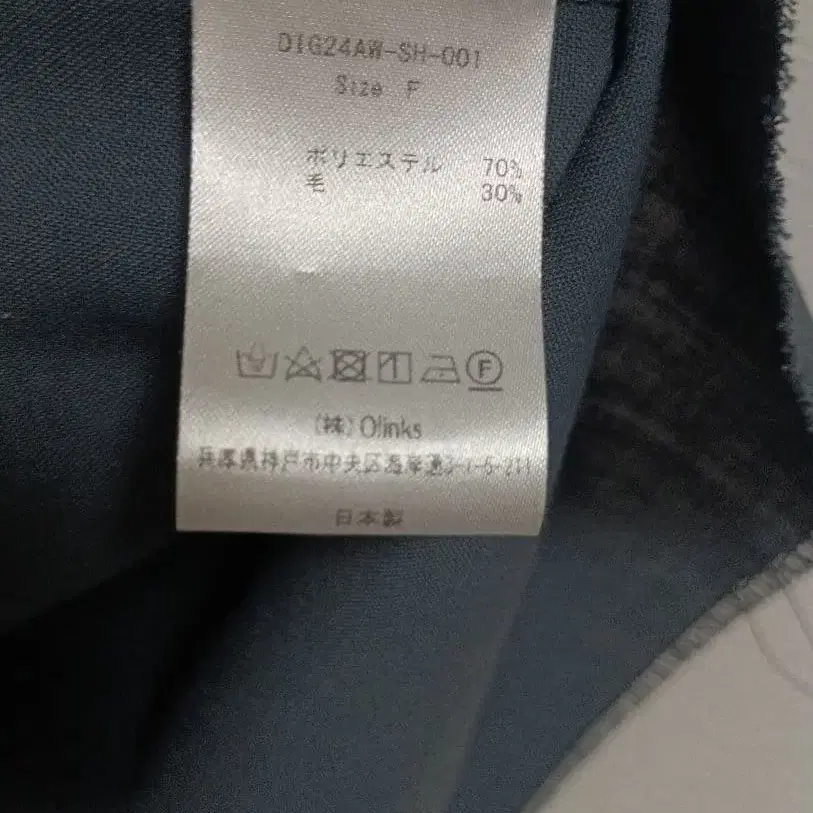 DIG24AW-SH-001
Size F
ポリエステル 70%
毛 30%
F
(株) Olinks
兵庫県神戸市中央区海岸通3-1-5-211
日本製